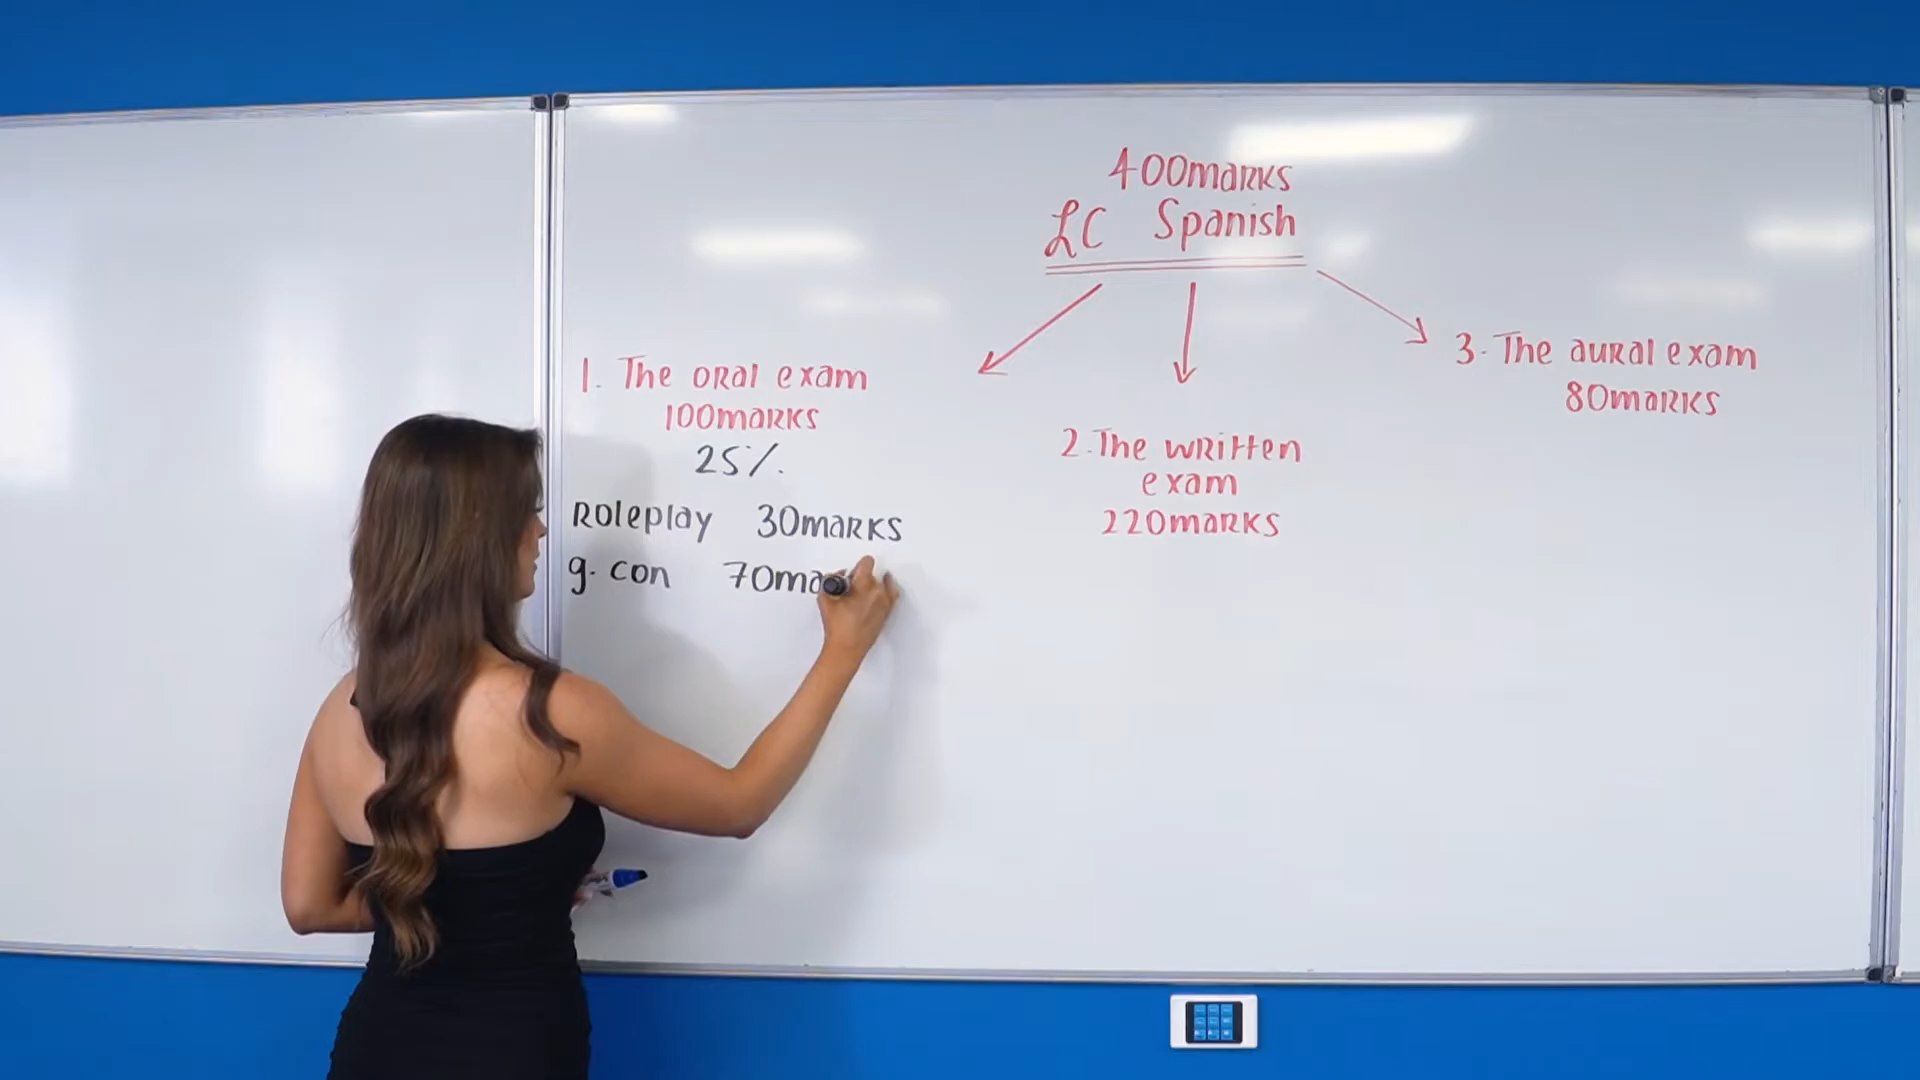 400marks
LC Spanish
1. The oral exam
100marks
25%.
Roleplay 30marks
g. con 70ma
2. The written
exam
220marks
3. The aural exam
80marks